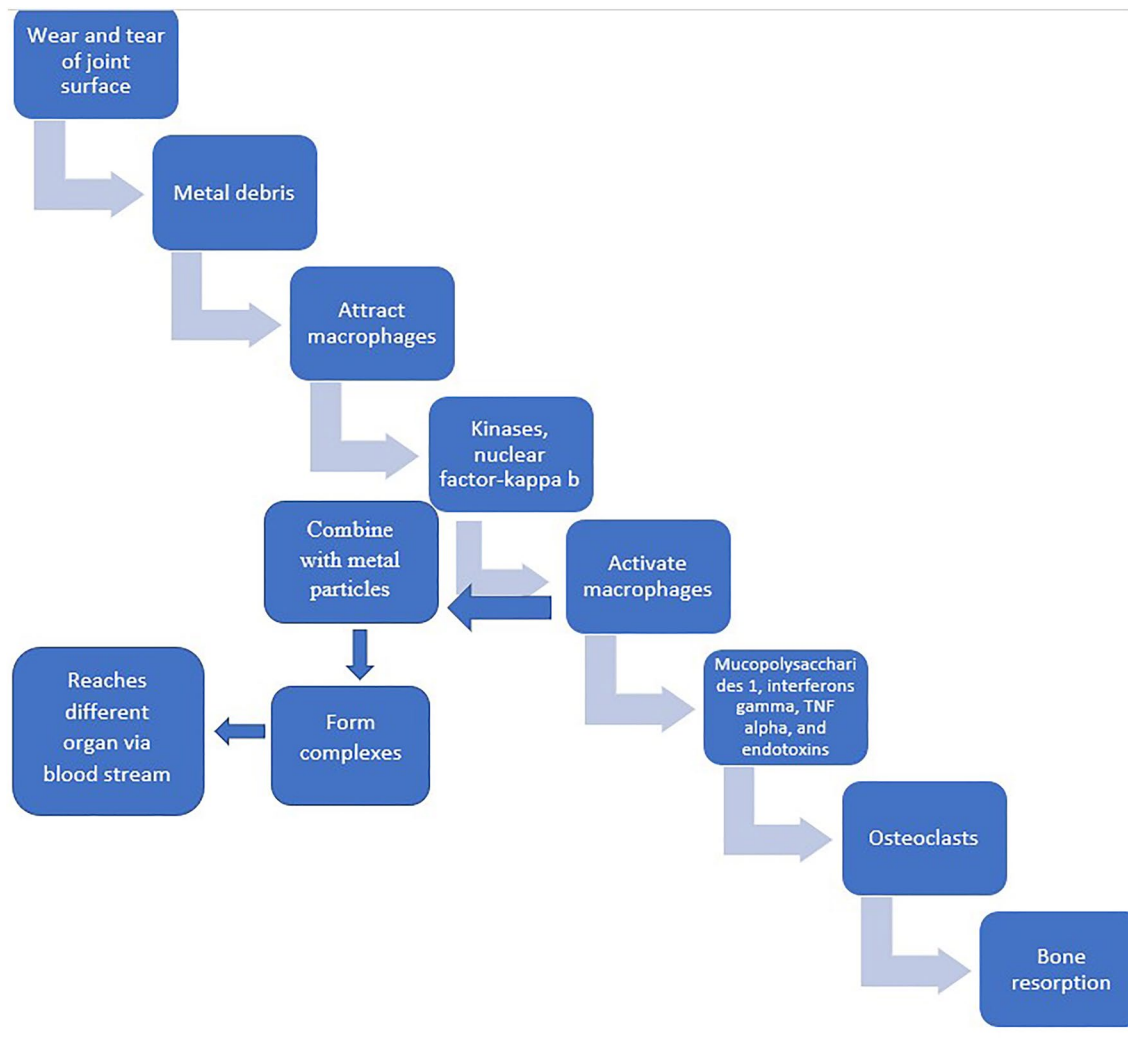 Wear and tear
of joint
surface
Metal debris
Attract
macrophages
Kinases,
nuclear
factor-kappa b
Combine
with metal
particles
Activate
macrophages
Reaches
different
organ via
blood stream
Form
complexes
Mucopolysacchari
des 1, interferons
gamma, TNF
alpha, and
endotoxins
Osteoclasts
Bone
resorption